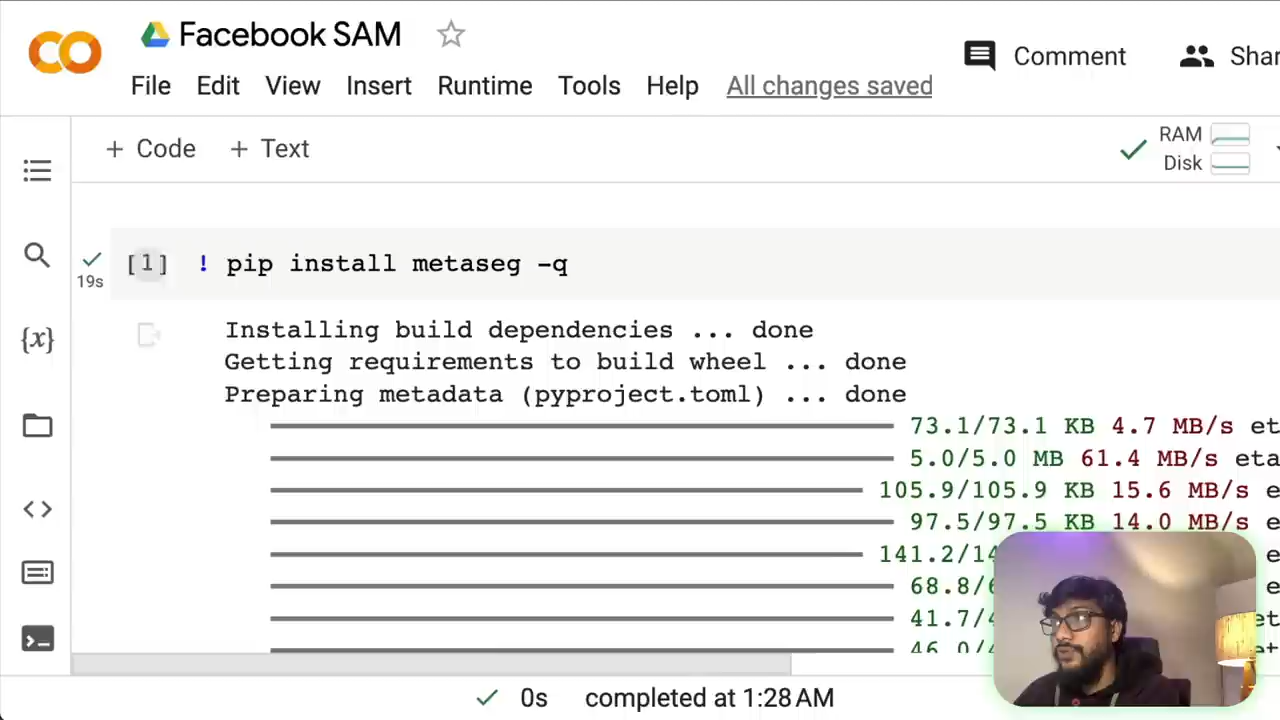 Facebook SAM
File Edit View Insert Runtime Tools Help All changes saved
Comment
+ Code + Text
RAM
Disk
[1] ! pip install metaseg -q
19s
{x}
Installing build dependencies ... done
Getting requirements to build wheel ... done
Preparing metadata (pyproject.toml) ... done
73.1/73.1 KB 4.7 MB/s
5.0/5.0 MB 61.4 MB/s eta
105.9/105.9 KB 15.6 MB/s
97.5/97.5 KB 14.0 MB/s
0s completed at 1:28 AM